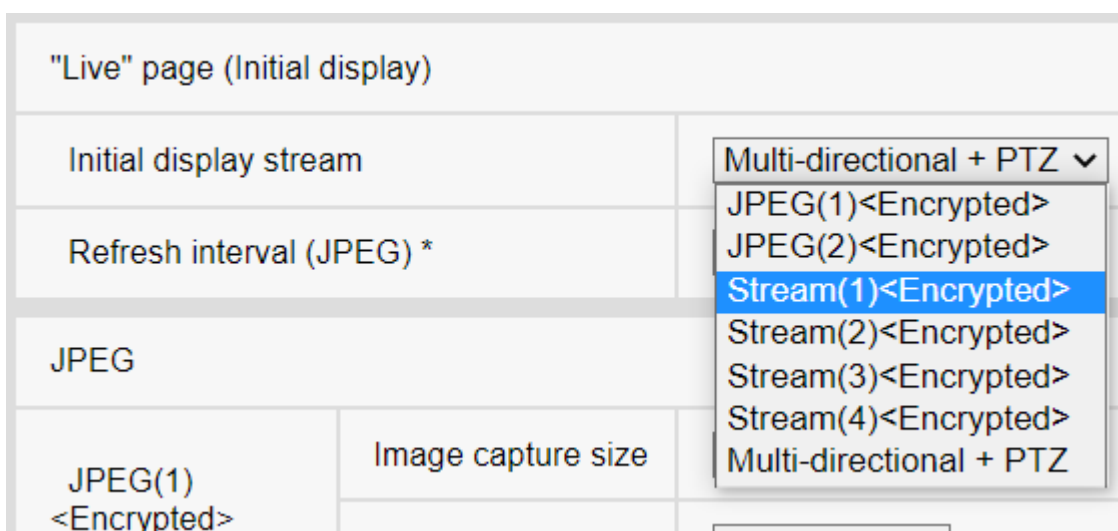 "Live" page (Initial display)
Initial display stream
Multi-directional + PTZ
JPEG(1)<Encrypted>
JPEG(2)<Encrypted>
Stream(1)<Encrypted>
Stream(2)<Encrypted>
Stream(3)<Encrypted>
Stream(4)<Encrypted>
Multi-directional + PTZ
Refresh interval (JPEG) *
JPEG
JPEG(1)
<Encrypted>
Image capture size